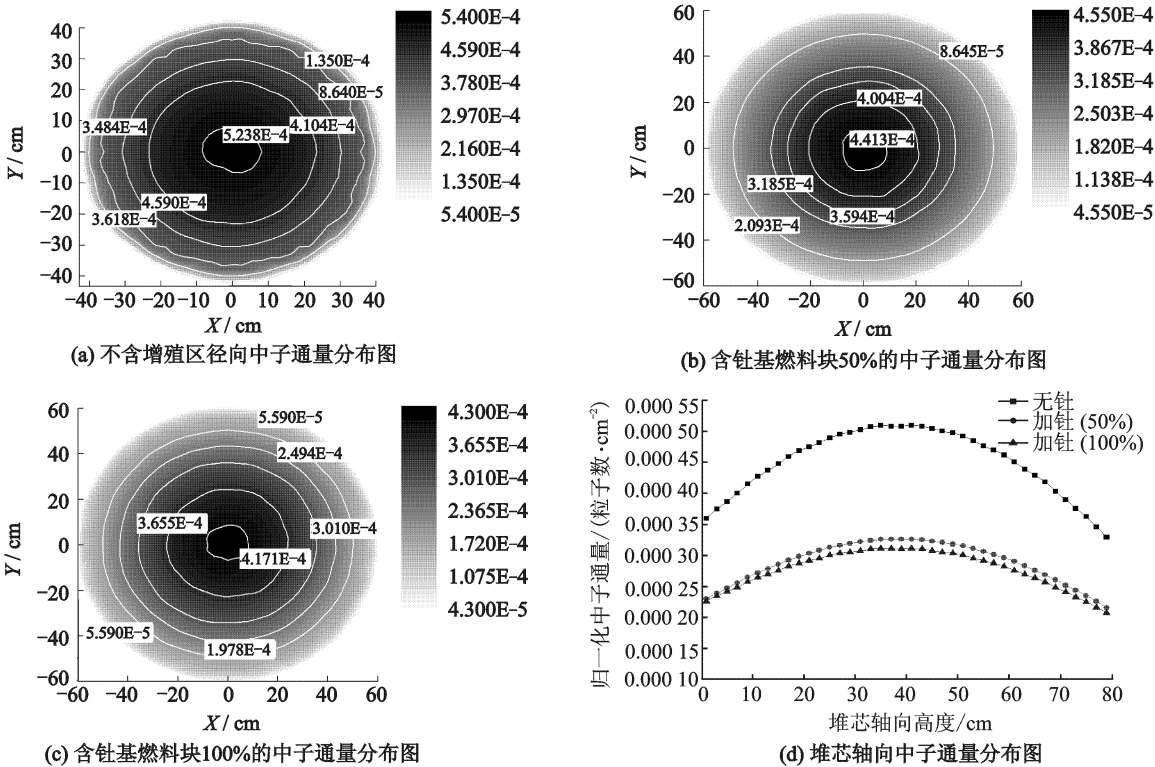 40
30
20
10
0
−10
−20
−30
−40
Y / cm
−40 −30 −20 −10 0 10 20 30 40
X / cm
1.350E−4
8.640E−5
3.484E−4
4.104E−4
5.238E−4
4.590E−4
3.618E−4
5.400E−4
4.590E−4
3.780E−4
2.970E−4
2.160E−4
1.350E−4
5.400E−5
(a) 不含增殖区径向中子通量分布图
60
40
20
0
−20
−40
−60
Y / cm
−60 −40 −20 0 20 40 60
X / cm
8.645E−5
4.004E−4
4.413E−4
3.185E−4
3.594E−4
2.093E−4
4.550E−4
3.867E−4
3.185E−4
2.503E−4
1.820E−4
1.138E−4
4.550E−5
(b) 含钍基燃料块50%的中子通量分布图
60
40
20
0
−20
−40
−60
Y / cm
−60 −40 −20 0 20 40 60
X / cm
5.590E−5
2.494E−4
3.655E−4
3.010E−4
4.171E−4
5.590E−5
1.978E−4
4.300E−4
3.655E−4
3.010E−4
2.365E−4
1.720E−4
1.075E−4
4.300E−5
(c) 含钍基燃料块100%的中子通量分布图
归一化中子通量/(粒子数·cm−2)
0.000 55
0.000 50
0.000 45
0.000 40
0.000 35
0.000 30
0.000 25
0.000 20
0.000 15
0.000 10
无钍
加钍 (50%)
加钍 (100%)
0 10 20 30 40 50 60 70 80
堆芯轴向高度/cm
(d) 堆芯轴向中子通量分布图